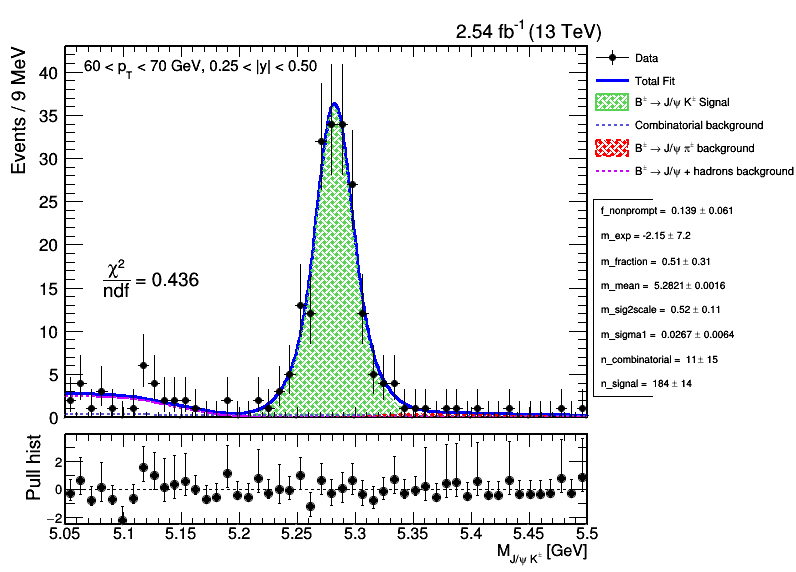 2.54 fb⁻¹ (13 TeV)
Events / 9 MeV
60 < p_T < 70 GeV, 0.25 < |y| < 0.50
40
35
30
25
20
15
10
5
0
χ²/ndf = 0.436
Data
Total Fit
B± → J/ψ K± Signal
Combinatorial background
B± → J/ψ π± background
B± → J/ψ + hadrons background
f_nonprompt = 0.139 ± 0.061
m_exp = -2.15 ± 7.2
m_fraction = 0.51 ± 0.31
m_mean = 5.2821 ± 0.0016
m_sig2scale = 0.52 ± 0.11
m_sigma1 = 0.0267 ± 0.0064
n_combinatorial = 11 ± 15
n_signal = 184 ± 14
Pull hist
2
0
−2
5.05 5.1 5.15 5.2 5.25 5.3 5.35 5.4 5.45 5.5
M_J/ψ K± [GeV]